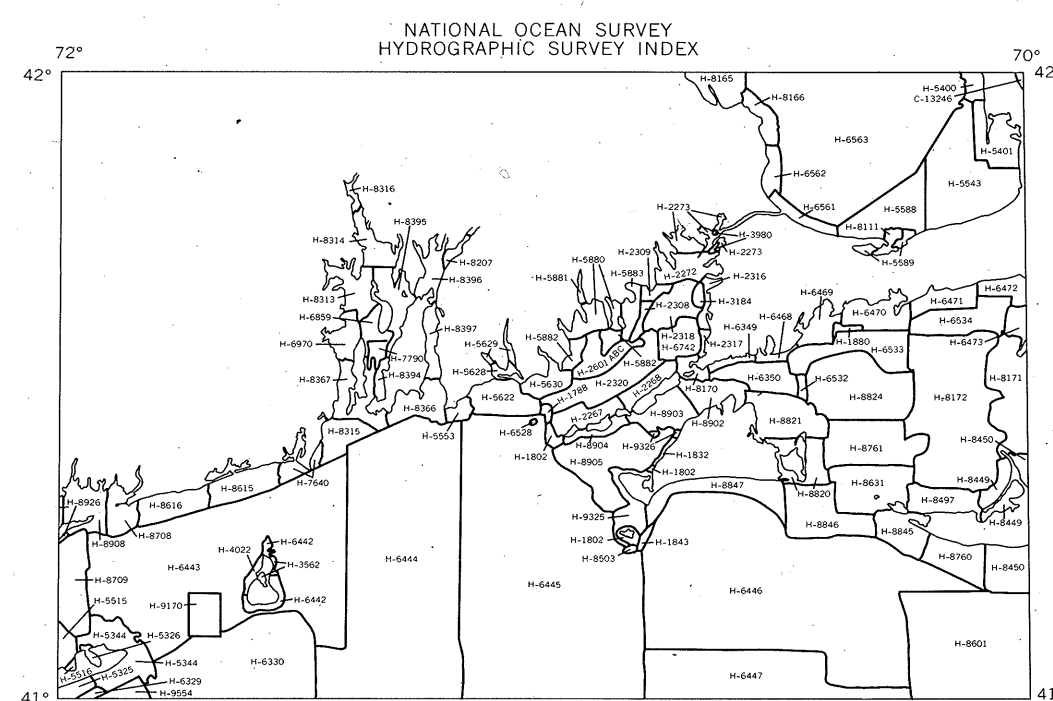 NATIONAL OCEAN SURVEY
HYDROGRAPHIC SURVEY INDEX
72°
70°
42°
42
H-8165
H-5400
C-13246
H-8166
H-6563
H-5401
H-6562
H-5543
H-8316
H-2273
H-6561
H-5588
H-8395
H-8111
H-3980
H-8314
H-2309
H-2273
H-5589
H-8207
H-5880
H-5883
H-2272
H-2316
H-8396
H-5881
H-6469
H-6472
H-8313
H-2308
H-3184
H-6471
H-6470
H-6859
H-6349
H-6468
H-6534
H-8397
H-5882
H-2318
H-2317
H-1880
H-6473
H-6970
H-5629
H-6742
H-6533
H-7790
H-2601 ABC
H-5882
H-5628
H-8367
H-8394
H-5630
H-2320
H-2268
H-6350
H-6532
H-8171
H-8170
H-5622
H-1788
H-8824
H-8172
H-8366
H-2267
H-8903
H-8902
H-8821
H-8315
H-5553
H-6528
H-8904
H-9326
H-8450
H-1802
H-8905
H-1832
H-8761
H-1802
H-7640
H-8615
H-8847
H-8631
H-8449
H-8926
H-8616
H-8820
H-8497
H-9325
H-8846
H-8449
H-8708
H-8845
H-8908
H-6442
H-1802
H-1843
H-4022
H-8503
H-8760
H-6444
H-3562
H-8450
H-6443
H-8709
H-6445
H-6446
H-5515
H-9170
H-6442
H-5344
H-5326
H-8601
H-5344
H-6330
H-5516
H-5325
H-6447
H-6329
H-9554
41°
41